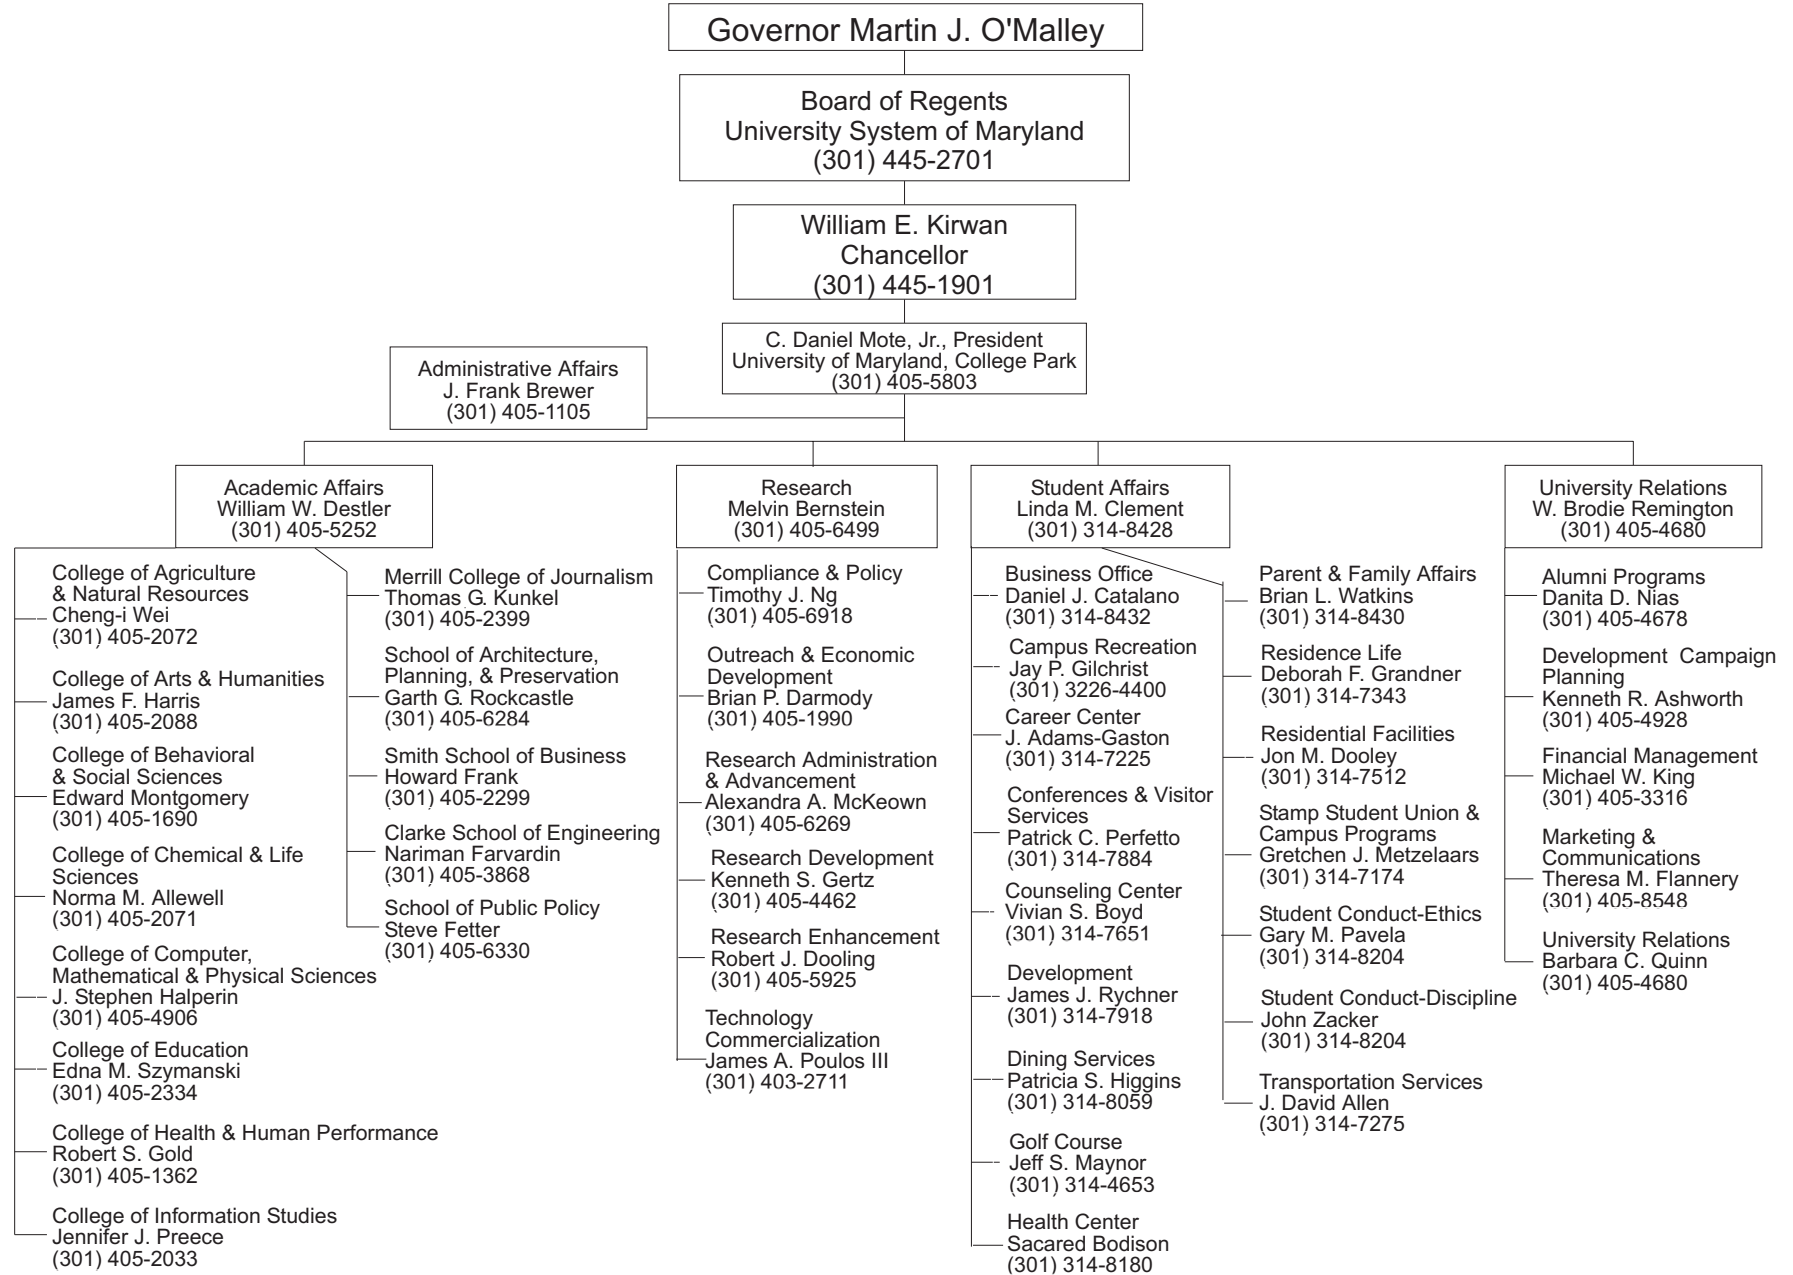 Governor Martin J. O'Malley
Board of Regents
University System of Maryland
(301) 445-2701
William E. Kirwan
Chancellor
(301) 445-1901
C. Daniel Mote, Jr., President
University of Maryland, College Park
(301) 405-5803
Administrative Affairs
J. Frank Brewer
(301) 405-1105
Academic Affairs
William W. Destler
(301) 405-5252
College of Agriculture
& Natural Resources
Cheng-i Wei
(301) 405-2072
College of Arts & Humanities
James F. Harris
(301) 405-2088
College of Behavioral
& Social Sciences
Edward Montgomery
(301) 405-1690
College of Chemical & Life
Sciences
Norma M. Allewell
(301) 405-2071
College of Computer,
Mathematical & Physical Sciences
J. Stephen Halperin
(301) 405-4906
College of Education
Edna M. Szymanski
(301) 405-2334
College of Health & Human Performance
Robert S. Gold
(301) 405-1362
College of Information Studies
Jennifer J. Preece
(301) 405-2033
Merrill College of Journalism
Thomas G. Kunkel
(301) 405-2399
School of Architecture,
Planning, & Preservation
Garth G. Rockcastle
(301) 405-6284
Smith School of Business
Howard Frank
(301) 405-2299
Clarke School of Engineering
Nariman Farvardin
(301) 405-3868
School of Public Policy
Steve Fetter
(301) 405-6330
Research
Melvin Bernstein
(301) 405-6499
Compliance & Policy
Timothy J. Ng
(301) 405-6918
Outreach & Economic
Development
Brian P. Darmody
(301) 405-1990
Research Administration
& Advancement
Alexandra A. McKeown
(301) 405-6269
Research Development
Kenneth S. Gertz
(301) 405-4462
Research Enhancement
Robert J. Dooling
(301) 405-5925
Technology
Commercialization
James A. Poulos III
(301) 403-2711
Student Affairs
Linda M. Clement
(301) 314-8428
Business Office
Daniel J. Catalano
(301) 314-8432
Campus Recreation
Jay P. Gilchrist
(301) 3226-4400
Career Center
J. Adams-Gaston
(301) 314-7225
Conferences & Visitor
Services
Patrick C. Perfetto
(301) 314-7884
Counseling Center
Vivian S. Boyd
(301) 314-7651
Development
James J. Rychner
(301) 314-7918
Dining Services
Patricia S. Higgins
(301) 314-8059
Golf Course
Jeff S. Maynor
(301) 314-4653
Health Center
Sacared Bodison
(301) 314-8180
Parent & Family Affairs
Brian L. Watkins
(301) 314-8430
Residence Life
Deborah F. Grandner
(301) 314-7343
Residential Facilities
Jon M. Dooley
(301) 314-7512
Stamp Student Union &
Campus Programs
Gretchen J. Metzelaars
(301) 314-7174
Student Conduct-Ethics
Gary M. Pavela
(301) 314-8204
Student Conduct-Discipline
John Zacker
(301) 314-8204
Transportation Services
J. David Allen
(301) 314-7275
University Relations
W. Brodie Remington
(301) 405-4680
Alumni Programs
Danita D. Nias
(301) 405-4678
Development Campaign
Planning
Kenneth R. Ashworth
(301) 405-4928
Financial Management
Michael W. King
(301) 405-3316
Marketing &
Communications
Theresa M. Flannery
(301) 405-8548
University Relations
Barbara C. Quinn
(301) 405-4680